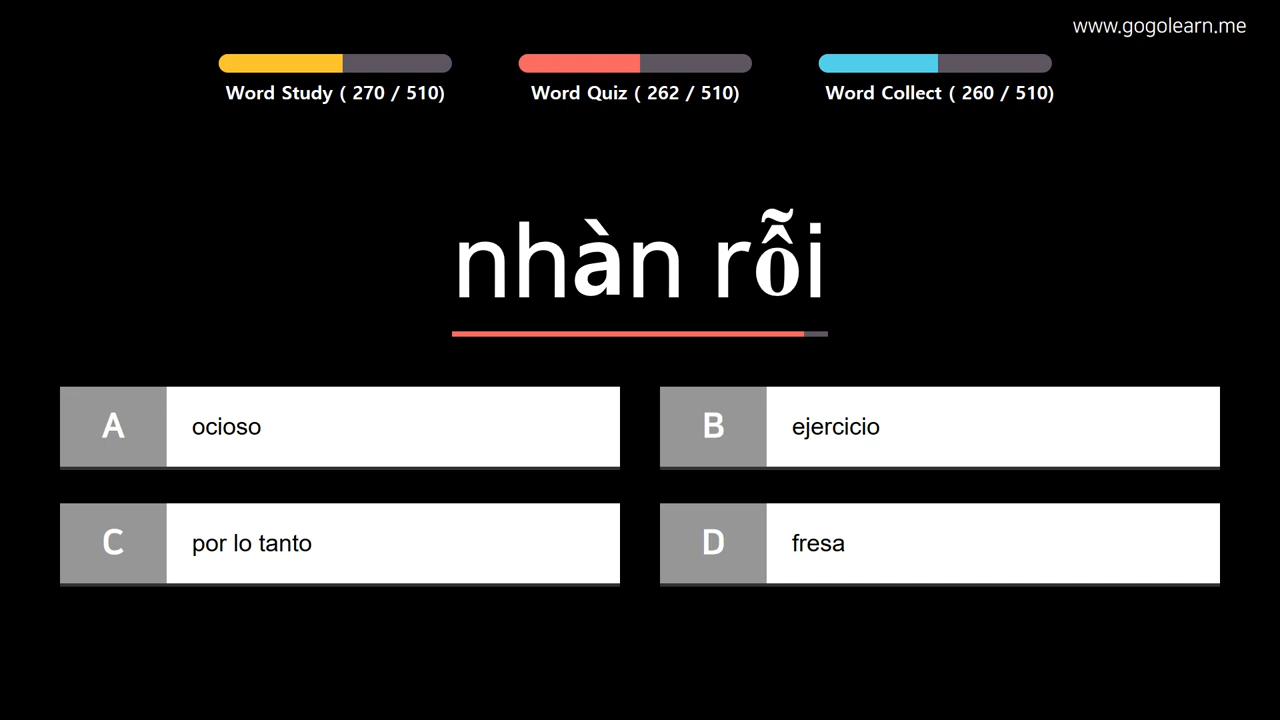 www.gogolearn.me
Word Study ( 270 / 510)
Word Quiz ( 262 / 510)
Word Collect ( 260 / 510)
nhàn rỗi
A ocioso
B ejercicio
C por lo tanto
D fresa